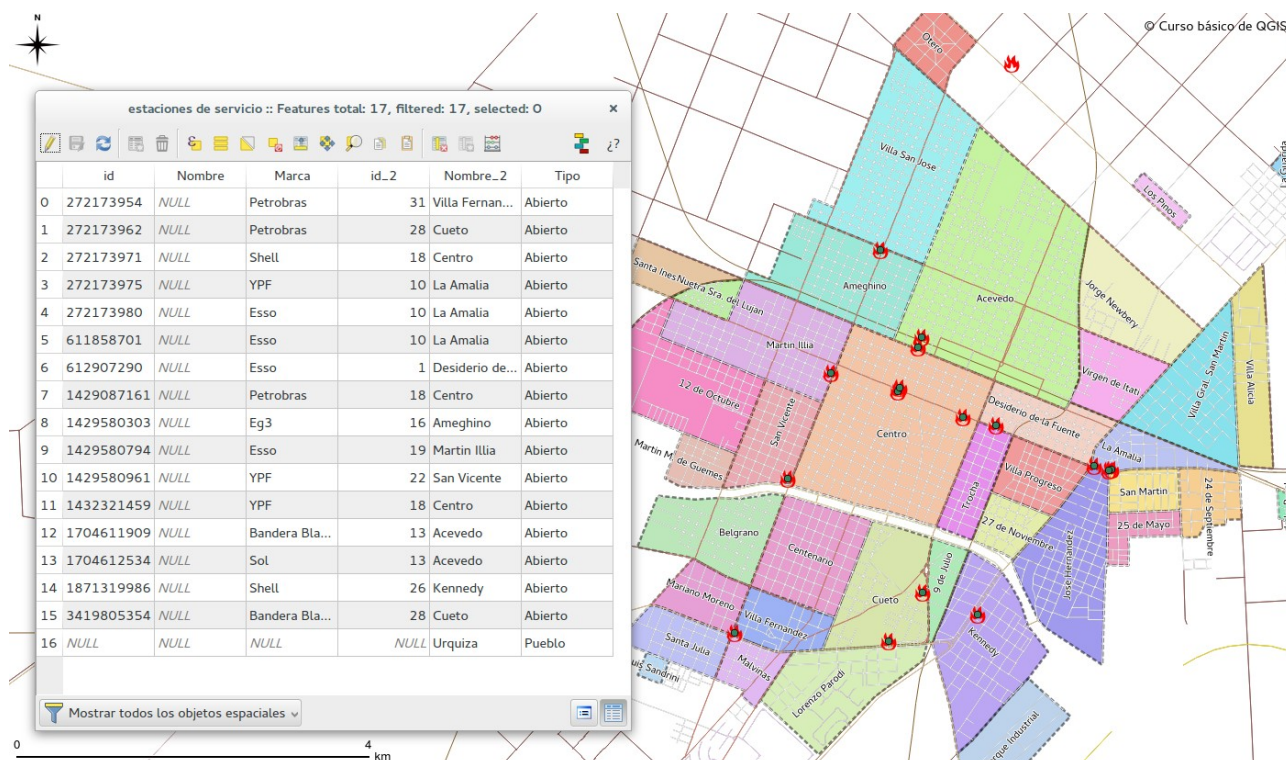 N
© Curso básico de QGIS
estaciones de servicio :: Features total: 17, filtered: 17, selected: 0
¿?
id Nombre Marca id_2 Nombre_2 Tipo
0 272173954 NULL Petrobras 31 Villa Fernan... Abierto
1 272173962 NULL Petrobras 28 Cueto Abierto
2 272173971 NULL Shell 18 Centro Abierto
3 272173975 NULL YPF 10 La Amalia Abierto
4 272173980 NULL Esso 10 La Amalia Abierto
5 611858701 NULL Esso 10 La Amalia Abierto
6 612907290 NULL Esso 1 Desiderio de... Abierto
7 1429087161 NULL Petrobras 18 Centro Abierto
8 1429580303 NULL Eg3 16 Ameghino Abierto
9 1429580794 NULL Esso 19 Martin Illia Abierto
10 1429580961 NULL YPF 22 San Vicente Abierto
11 1432321459 NULL YPF 18 Centro Abierto
12 1704611909 NULL Bandera Bla... 13 Acevedo Abierto
13 1704612534 NULL Sol 13 Acevedo Abierto
14 1871319986 NULL Shell 26 Kennedy Abierto
15 3419805354 NULL Bandera Bla... 28 Cueto Abierto
16 NULL NULL NULL NULL Urquiza Pueblo
Mostrar todos los objetos espaciales
0 4
km
Otero
Villa San Jose
Los Pinos
Santa Ines
Nuetra Sra. del Lujan
Ameghino
Acevedo
Jorge Newbery
Martin Illia
12 de Octubre
Virgen de Itati
Villa Gral. San Martin
Villa Alicia
San Vicente
Centro
Desiderio de la Fuente
La Amalia
Martin M. de Guemes
Trocha
Villa Progreso
San Martin
24 de Septiembre
25 de Mayo
27 de Noviembre
Jose Hernandez
Belgrano
Centenario
9 de Julio
Cueto
Mariano Moreno
Villa Fernandez
Kennedy
Santa Julia
Malvinas
uis Sandrini
Lorenzo Parodi
arque Industrial